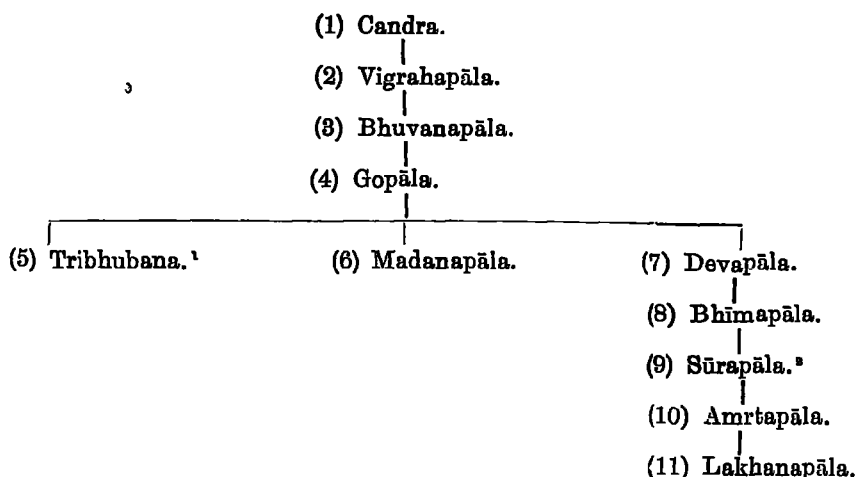 (1) Candra.
(2) Vigrahapāla.
(3) Bhuvanapāla.
(4) Gopāla.
(5) Tribhubana.¹ (6) Madanapāla. (7) Devapāla.
(8) Bhīmapāla.
(9) Sūrapāla.²
(10) Amrtapāla.
(11) Lakhanapāla.